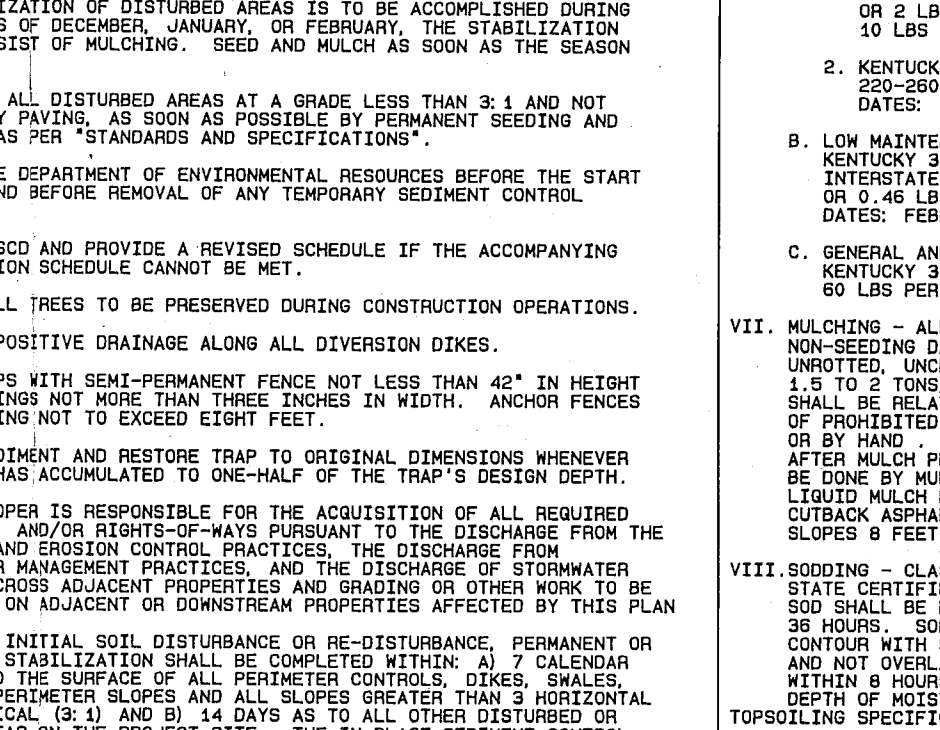 IZATION OF DISTURBED AREAS IS TO BE ACCOMPLISHED DURING
S OF DECEMBER, JANUARY, OR FEBRUARY, THE STABILIZATION
SIST OF MULCHING. SEED AND MULCH AS SOON AS THE SEASON
ALL DISTURBED AREAS AT A GRADE LESS THAN 3:1 AND NOT
Y PAVING, AS SOON AS POSSIBLE BY PERMANENT SEEDING AND
AS PER "STANDARDS AND SPECIFICATIONS".
E DEPARTMENT OF ENVIRONMENTAL RESOURCES BEFORE THE START
ND BEFORE REMOVAL OF ANY TEMPORARY SEDIMENT CONTROL
SCD AND PROVIDE A REVISED SCHEDULE IF THE ACCOMPANYING
ION SCHEDULE CANNOT BE MET.
LL TREES TO BE PRESERVED DURING CONSTRUCTION OPERATIONS.
POSITIVE DRAINAGE ALONG ALL DIVERSION DIKES.
PS WITH SEMI-PERMANENT FENCE NOT LESS THAN 42" IN HEIGHT
INGS NOT MORE THAN THREE INCHES IN WIDTH. ANCHOR FENCES
ING NOT TO EXCEED EIGHT FEET.
DIMENT AND RESTORE TRAP TO ORIGINAL DIMENSIONS WHENEVER
HAS ACCUMULATED TO ONE-HALF OF THE TRAP'S DESIGN DEPTH.
OPER IS RESPONSIBLE FOR THE ACQUISITION OF ALL REQUIRED
AND/OR RIGHTS-OF-WAYS PURSUANT TO THE DISCHARGE FROM THE
AND EROSION CONTROL PRACTICES, THE DISCHARGE FROM
R MANAGEMENT PRACTICES, AND THE DISCHARGE OF STORMWATER
CROSS ADJACENT PROPERTIES AND GRADING OR OTHER WORK TO BE
ON ADJACENT OR DOWNSTREAM PROPERTIES AFFECTED BY THIS PLAN
INITIAL SOIL DISTURBANCE OR RE-DISTURBANCE, PERMANENT OR
STABILIZATION SHALL BE COMPLETED WITHIN: A) 7 CALENDAR
O THE SURFACE OF ALL PERIMETER CONTROLS, DIKES, SWALES,
PERIMETER SLOPES AND ALL SLOPES GREATER THAN 3 HORIZONTAL
ICAL (3:1) AND B) 14 DAYS AS TO ALL OTHER DISTURBED OR
OR 2 LB
10 LBS
2. KENTUCK
220-260
DATES:
B. LOW MAINTE
KENTUCKY 3
INTERSTATE
OR 0.46 LB
DATES: FEB
C. GENERAL AN
KENTUCKY 3
60 LBS PER
VII. MULCHING - AL
NON-SEEDING D
UNROTTED, UNC
1.5 TO 2 TONS
SHALL BE RELA
OF PROHIBITED
OR BY HAND .
AFTER MULCH P
BE DONE BY MU
LIQUID MULCH
CUTBACK ASPHA
SLOPES 8 FEET
VIII. SODDING - CLA
STATE CERTIFI
SOD SHALL BE
36 HOURS. SO
CONTOUR WITH
AND NOT OVERL
WITHIN 8 HOUR
DEPTH OF MOIS
TOPSOILING SPECIFI